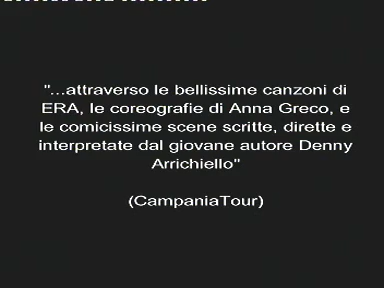 "...attraverso le bellissime canzoni di
ERA, le coreografie di Anna Greco, e
le comicissime scene scritte, dirette e
interpretate dal giovane autore Denny
Arrichiello"
(CampaniaTour)